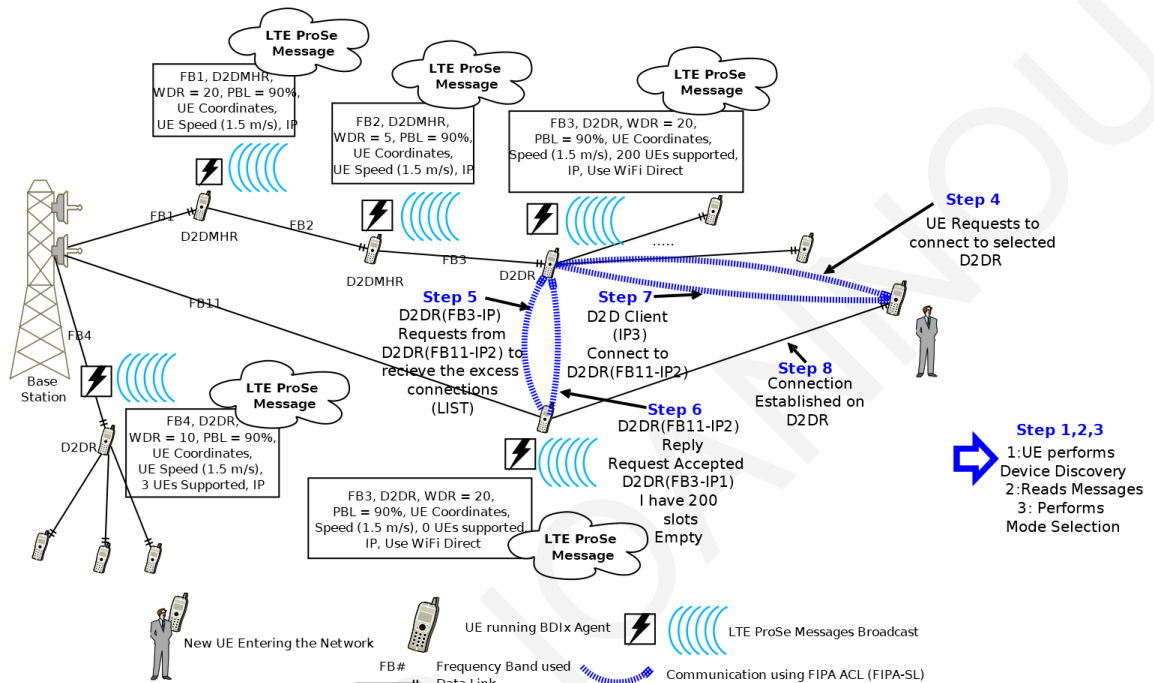 LTE ProSe
Message
FB1, D2DMHR,
WDR = 20, PBL = 90%,
UE Coordinates,
UE Speed (1.5 m/s), IP
LTE ProSe
Message
FB2, D2DMHR,
WDR = 5, PBL = 90%,
UE Coordinates,
UE Speed (1.5 m/s), IP
LTE ProSe
Message
FB3, D2DR, WDR = 20,
PBL = 90%, UE Coordinates,
Speed (1.5 m/s), 200 UEs supported,
IP, Use WiFi Direct
Step 4
UE Requests to
connect to selected
D2DR
FB1
D2DMHR
FB2
D2DMHR
FB3
D2DR
.....
FB11
FB4
Base
Station
Step 5
D2DR(FB3-IP)
Requests from
D2DR(FB11-IP2) to
recieve the excess
connections
(LIST)
Step 7
D2D Client
(IP3)
Connect to
D2DR(FB11-IP2)
Step 8
Connection
Established on
D2DR
Step 6
D2DR(FB11-IP2)
Reply
Request Accepted
D2DR(FB3-IP1)
I have 200
slots
Empty
LTE ProSe
Message
D2DR
FB4, D2DR,
WDR = 10, PBL = 90%,
UE Coordinates,
UE Speed (1.5 m/s),
3 UEs Supported, IP
FB3, D2DR, WDR = 20,
PBL = 90%, UE Coordinates,
Speed (1.5 m/s), 0 UEs supported,
IP, Use WiFi Direct
LTE ProSe
Message
Step 1,2,3
1:UE performs
Device Discovery
2:Reads Messages
3: Performs
Mode Selection
New UE Entering the Network
UE running BDIx Agent
LTE ProSe Messages Broadcast
FB#
Frequency Band used
Data Link
Communication using FIPA ACL (FIPA-SL)
IOANNOU